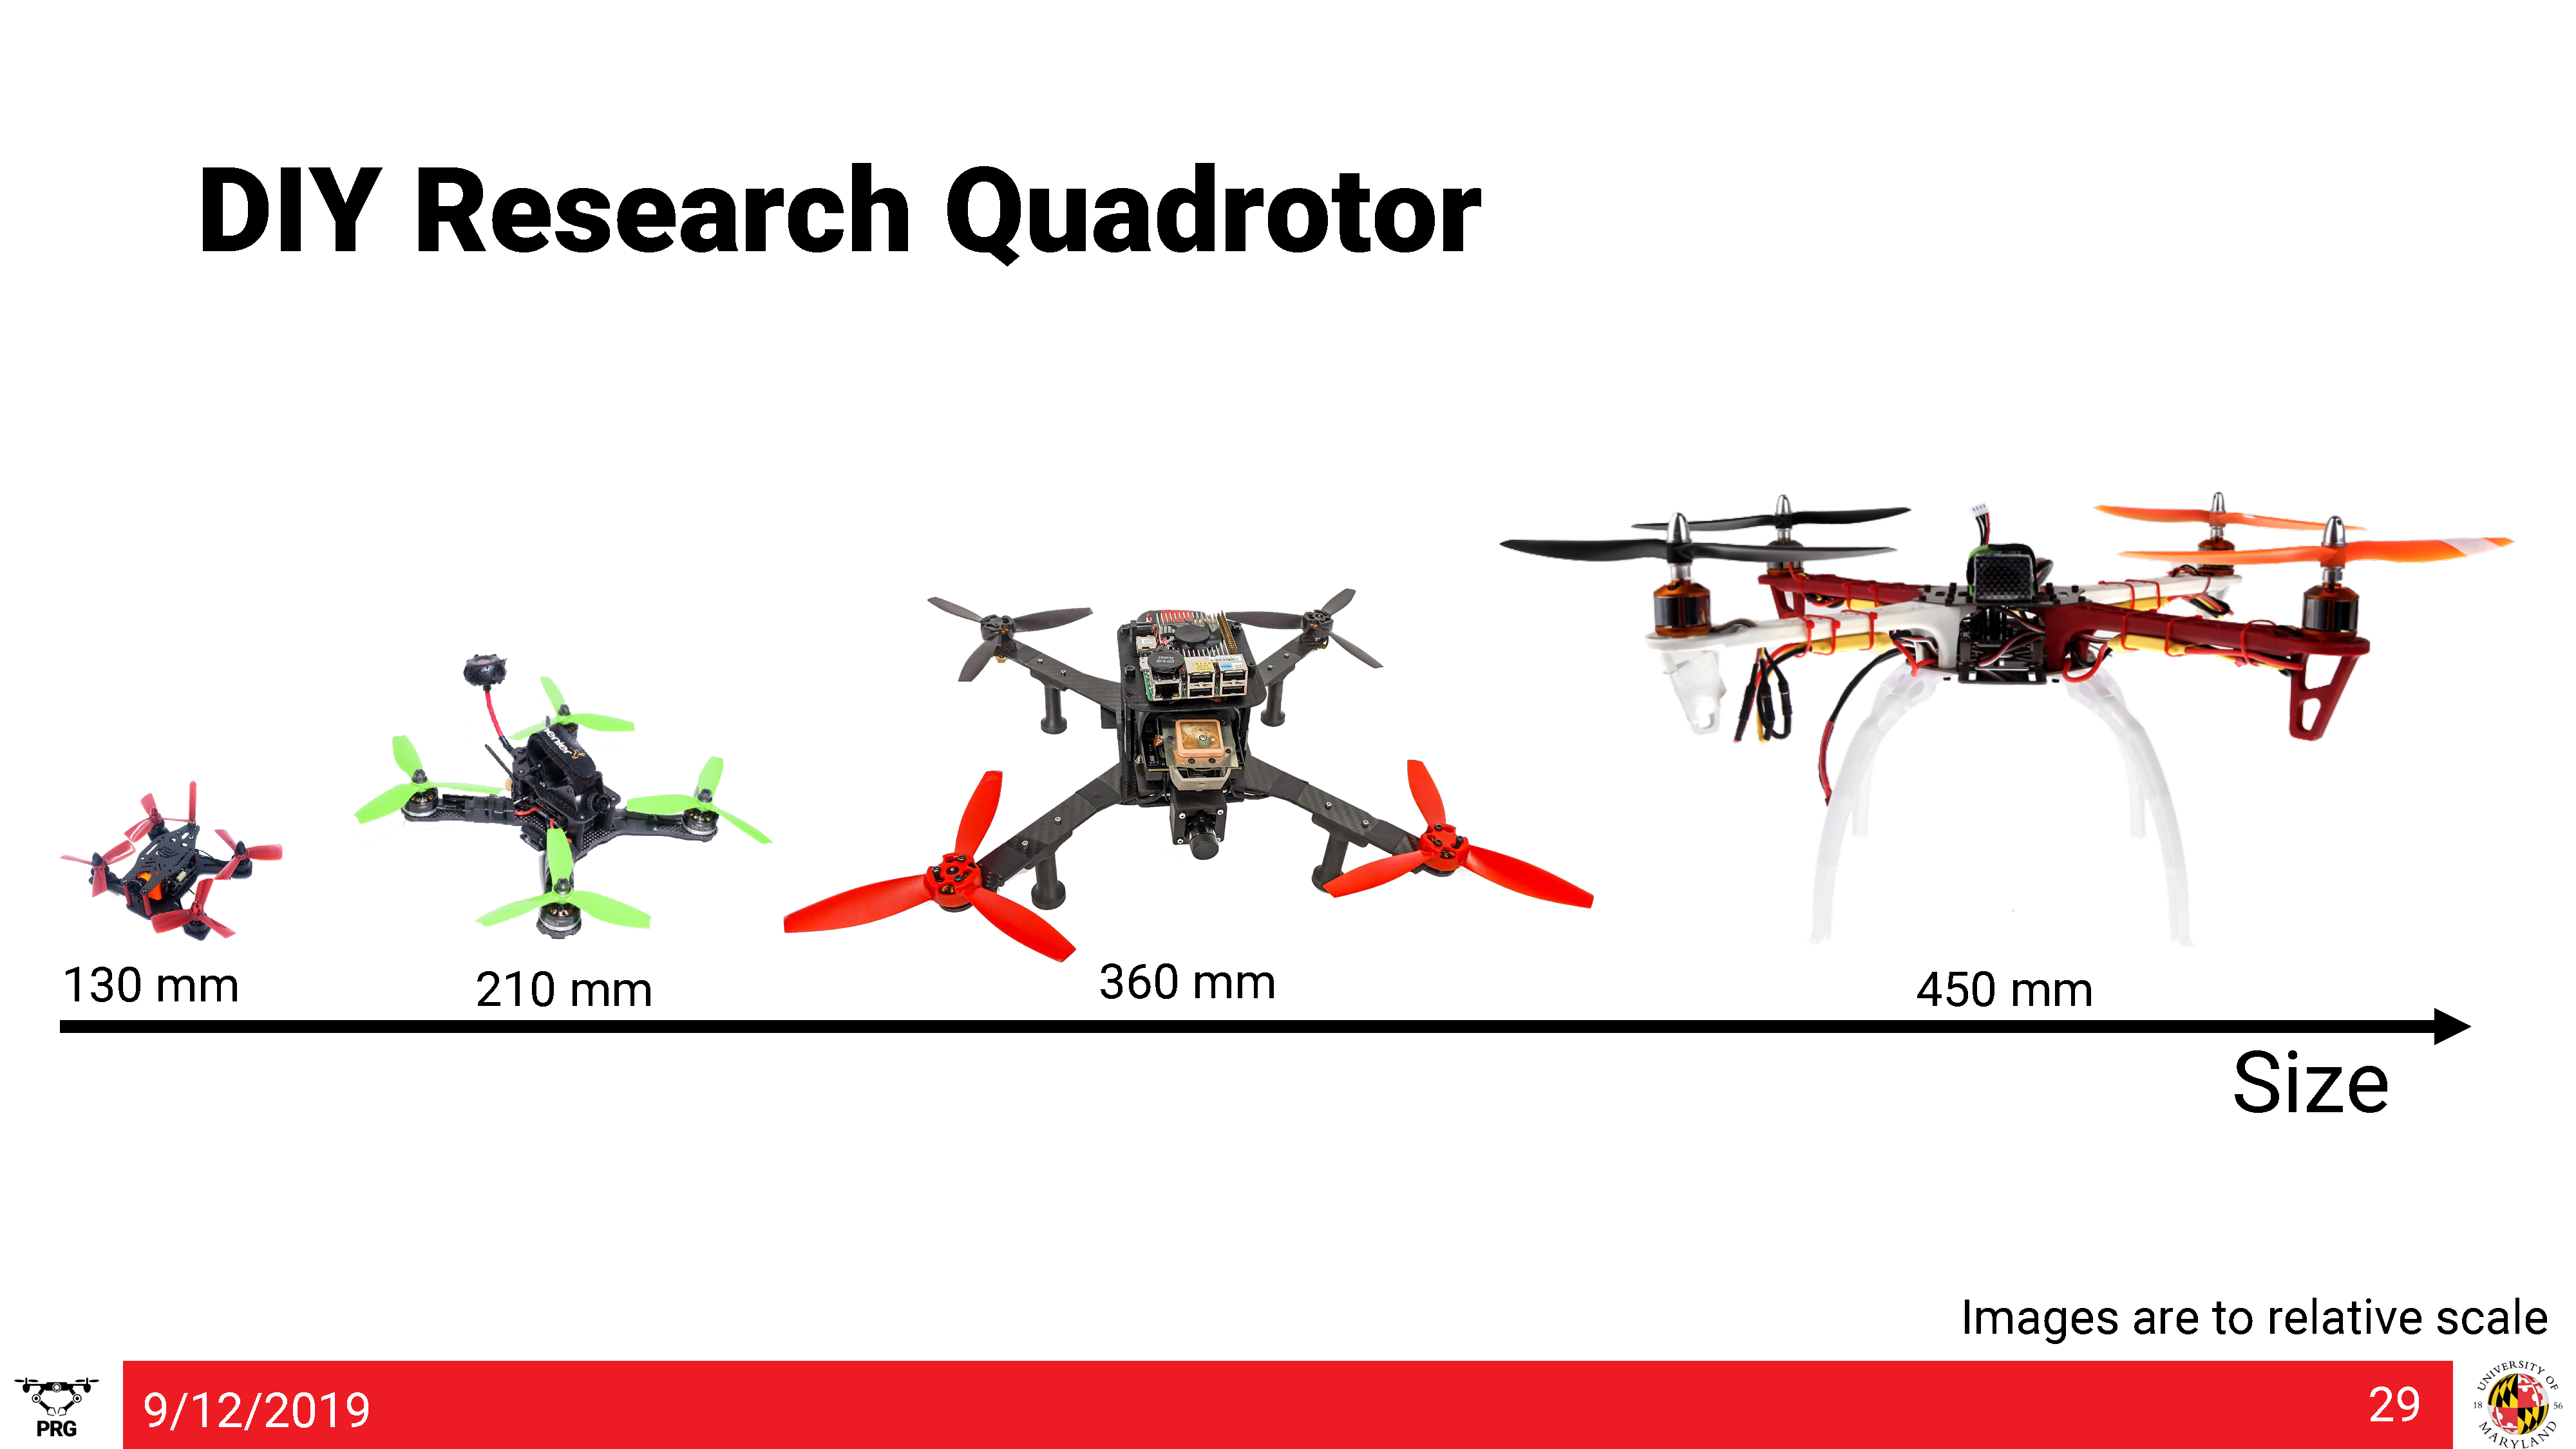 DIY Research Quadrotor
130 mm
210 mm
360 mm
450 mm
Size
Images are to relative scale
PRG
9/12/2019
29
UNIVERSITY OF
18 56
MARYLAND